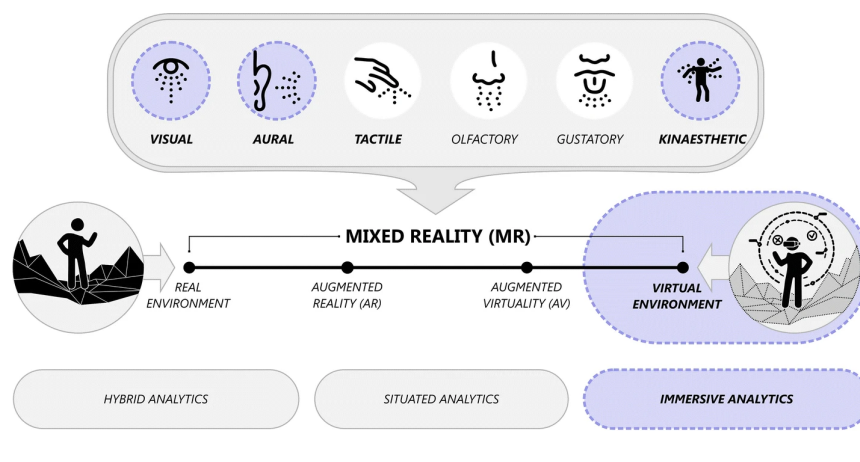 VISUAL
AURAL
TACTILE
OLFACTORY
GUSTATORY
KINAESTHETIC
MIXED REALITY (MR)
REAL
ENVIRONMENT
AUGMENTED
REALITY (AR)
AUGMENTED
VIRTUALITY (AV)
VIRTUAL
ENVIRONMENT
HYBRID ANALYTICS
SITUATED ANALYTICS
IMMERSIVE ANALYTICS